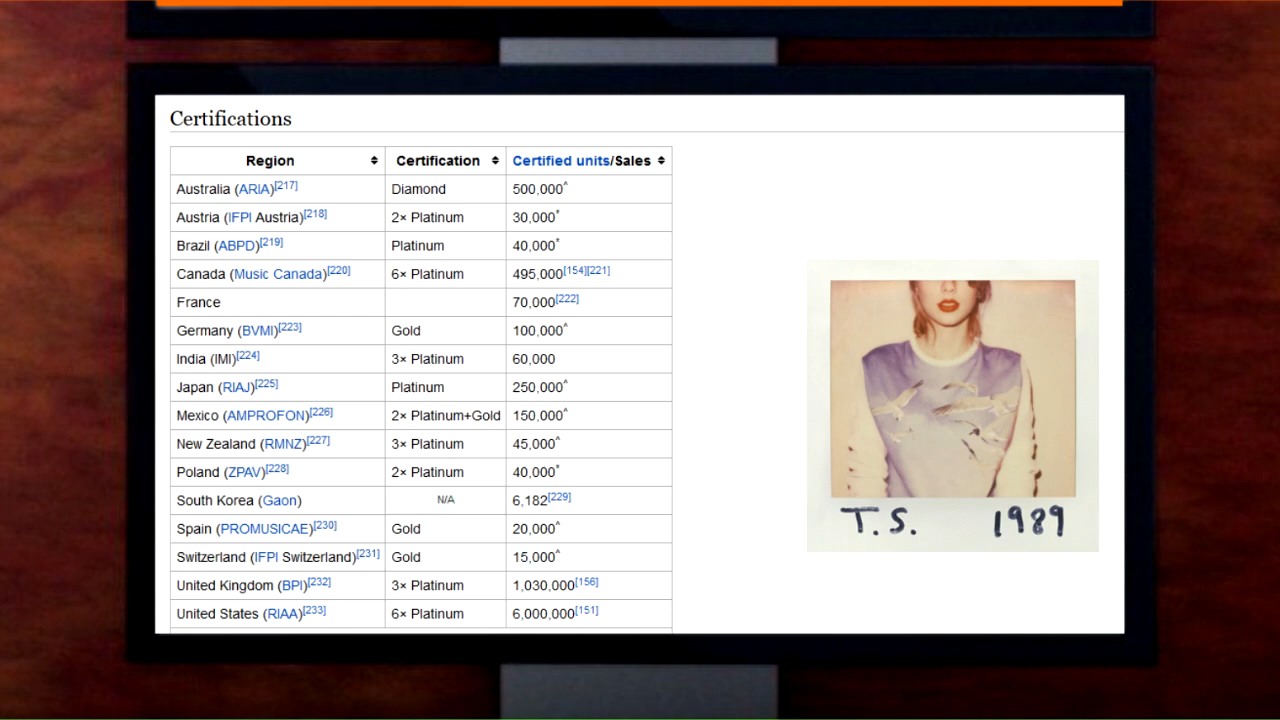 Certifications
Region Certification Certified units/Sales
Australia (ARIA)[217] Diamond 500,000^
Austria (IFPI Austria)[218] 2× Platinum 30,000*
Brazil (ABPD)[219] Platinum 40,000*
Canada (Music Canada)[220] 6× Platinum 495,000[154][221]
France 70,000[222]
Germany (BVMI)[223] Gold 100,000^
India (IMI)[224] 3× Platinum 60,000
Japan (RIAJ)[225] Platinum 250,000^
Mexico (AMPROFON)[226] 2× Platinum+Gold 150,000^
New Zealand (RMNZ)[227] 3× Platinum 45,000^
Poland (ZPAV)[228] 2× Platinum 40,000*
South Korea (Gaon) N/A 6,182[229]
Spain (PROMUSICAE)[230] Gold 20,000^
Switzerland (IFPI Switzerland)[231] Gold 15,000^
United Kingdom (BPI)[232] 3× Platinum 1,030,000[156]
United States (RIAA)[233] 6× Platinum 6,000,000[151]
T.S. 1989